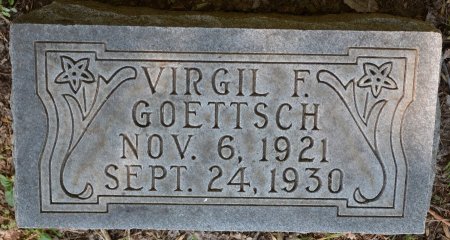 VIRGIL F.
GOETTSCH
NOV. 6, 1921
SEPT. 24, 1930